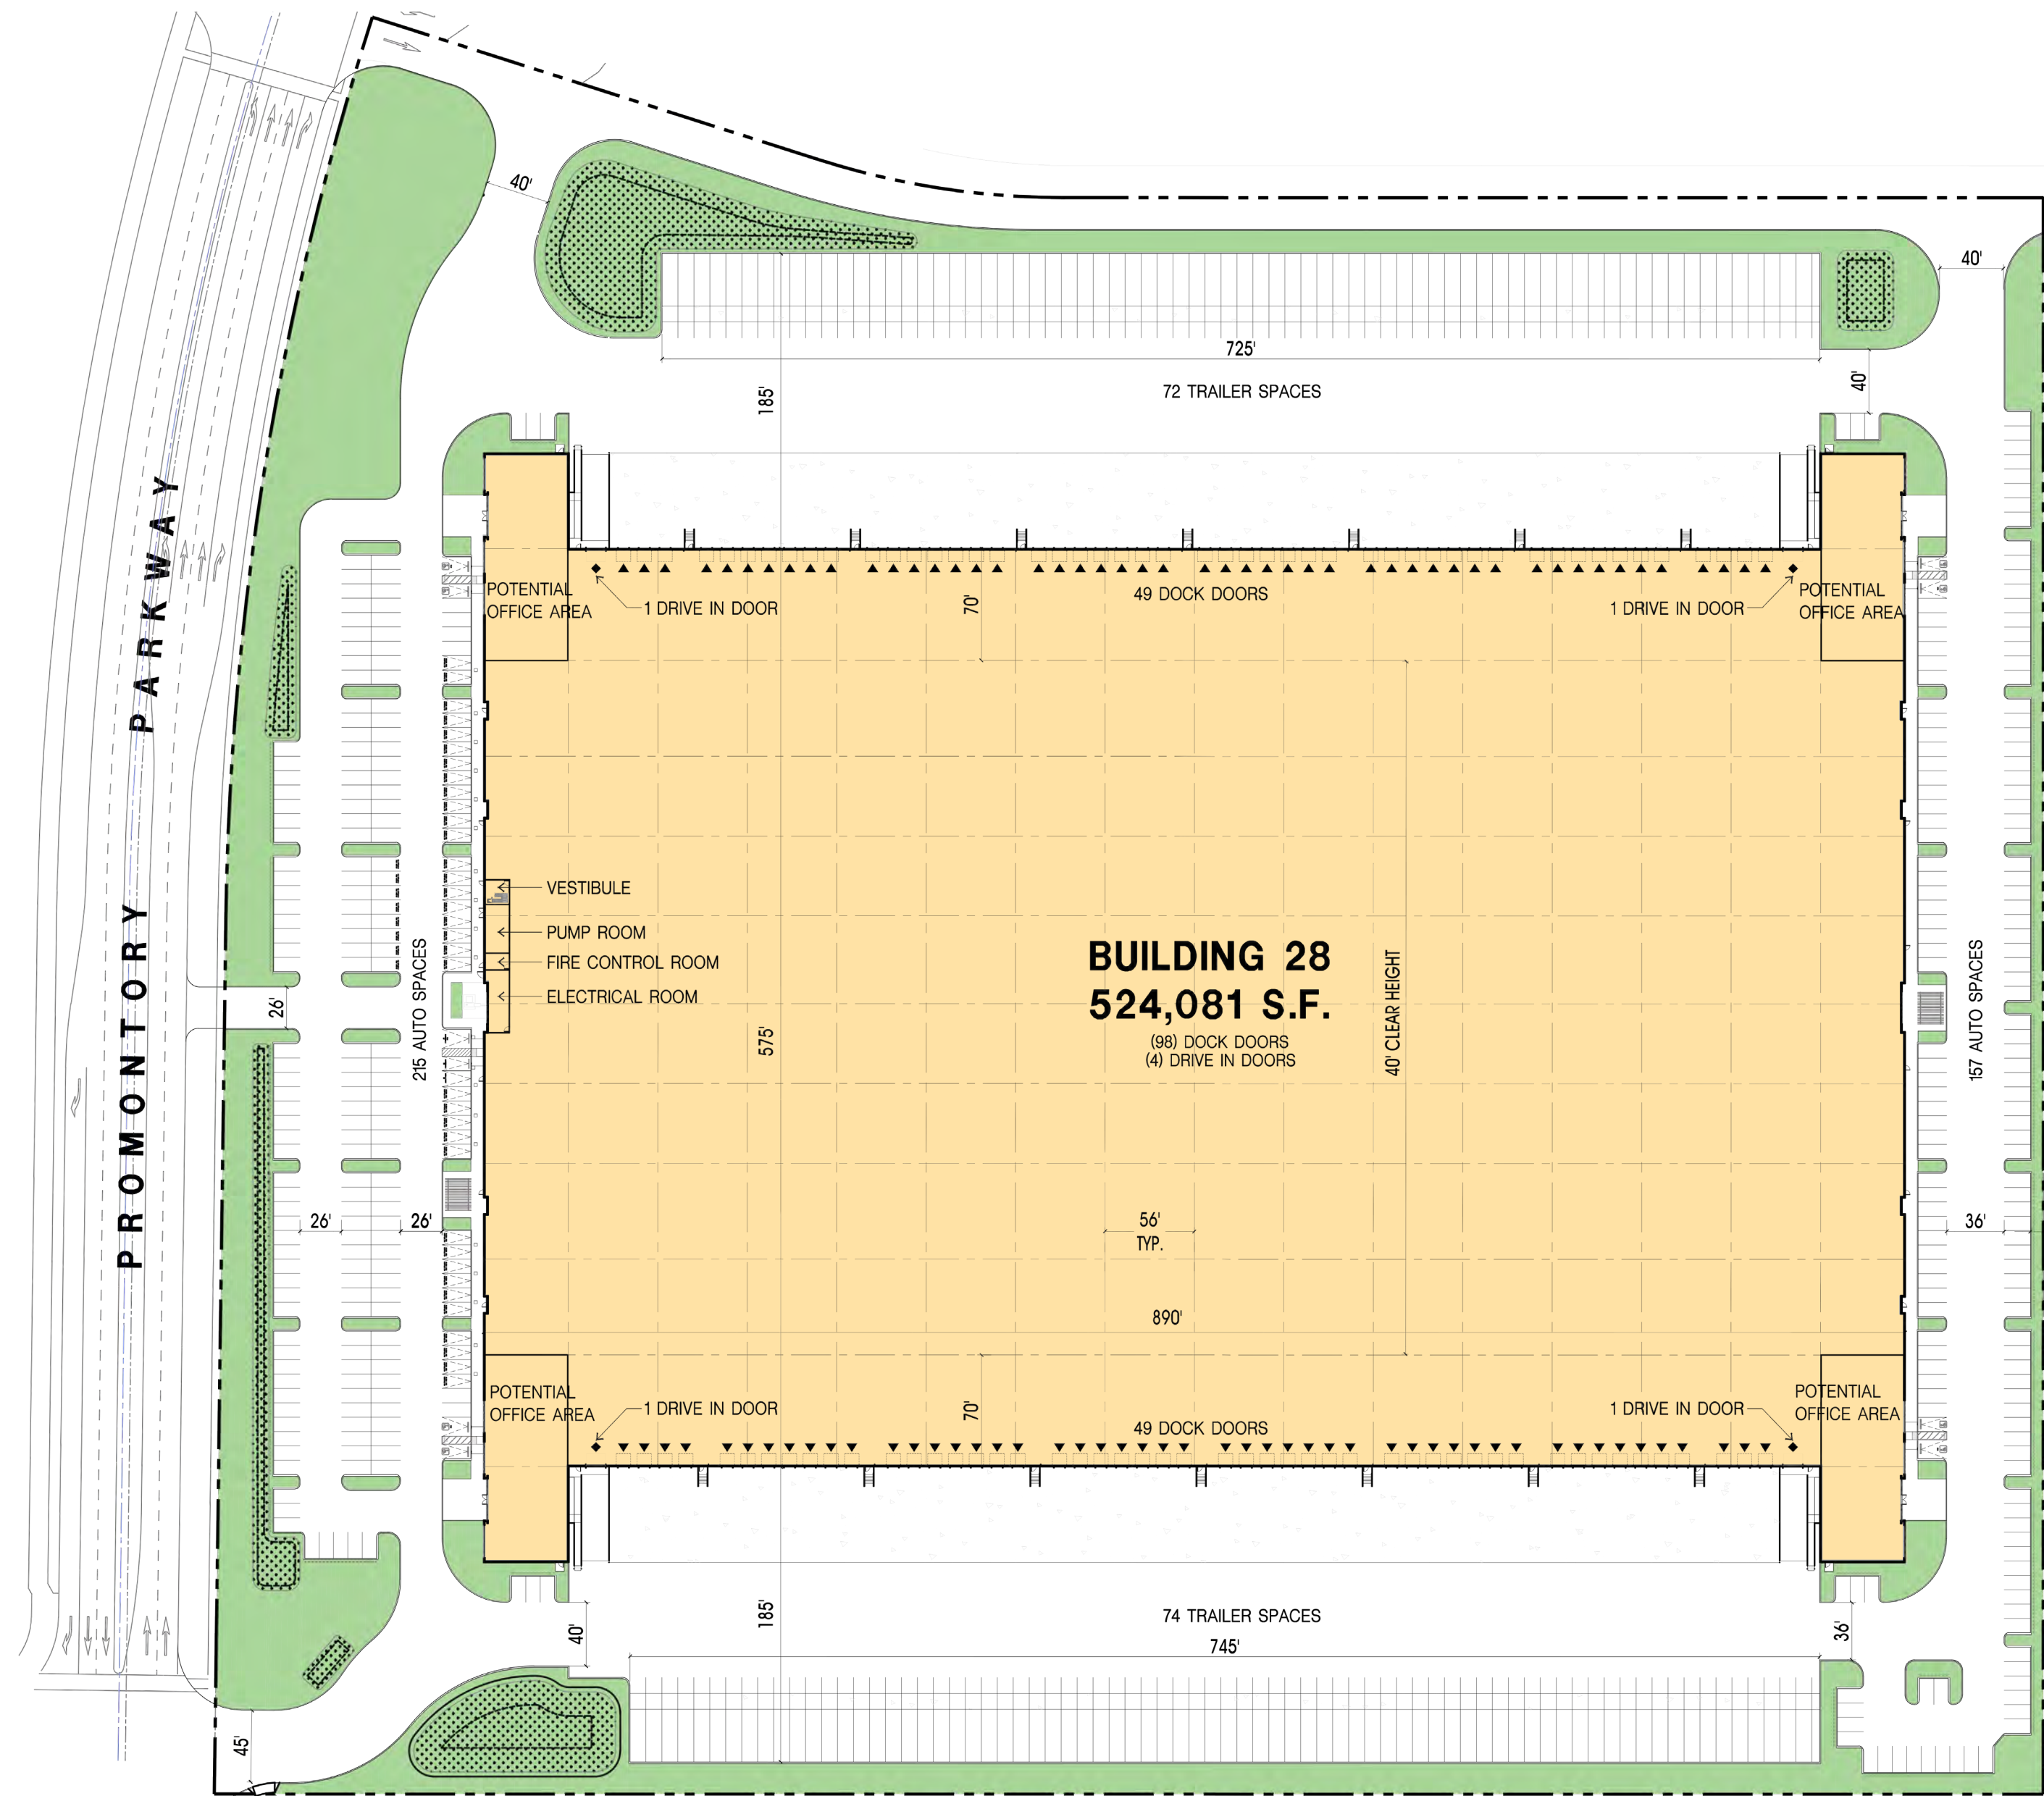 40'
40'
725'
72 TRAILER SPACES
185'
40'
PROMONTORY PARKWAY
POTENTIAL
OFFICE AREA
1 DRIVE IN DOOR
70'
49 DOCK DOORS
1 DRIVE IN DOOR
POTENTIAL
OFFICE AREA
VESTIBULE
PUMP ROOM
FIRE CONTROL ROOM
ELECTRICAL ROOM
26'
215 AUTO SPACES
575'
BUILDING 28
524,081 S.F.
(98) DOCK DOORS
(4) DRIVE IN DOORS
40' CLEAR HEIGHT
157 AUTO SPACES
26'
26'
56'
TYP.
36'
890'
POTENTIAL
OFFICE AREA
1 DRIVE IN DOOR
70'
49 DOCK DOORS
1 DRIVE IN DOOR
POTENTIAL
OFFICE AREA
40'
185'
74 TRAILER SPACES
745'
36'
45'